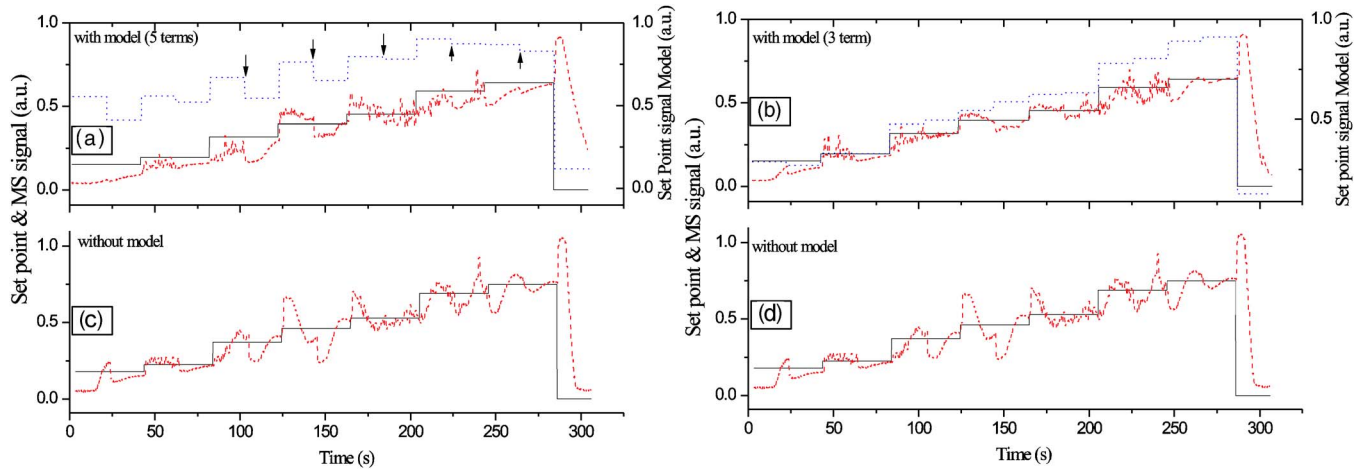 1.0
0.5
0.0
1.0
0.5
0.0
with model (5 terms)
(a)
Set Point signal Model (a.u.)
1.0
0.5
0.0
without model
(c)
0
50
100
150
200
250
300
Time (s)
Set point & MS signal (a.u.)
1.0
0.5
0.0
1.0
0.5
with model (3 term)
(b)
Set point signal Model (a.u.)
1.0
0.5
0.0
without model
(d)
0
50
100
150
200
250
300
Time (s)
Set point & MS signal (a.u.)